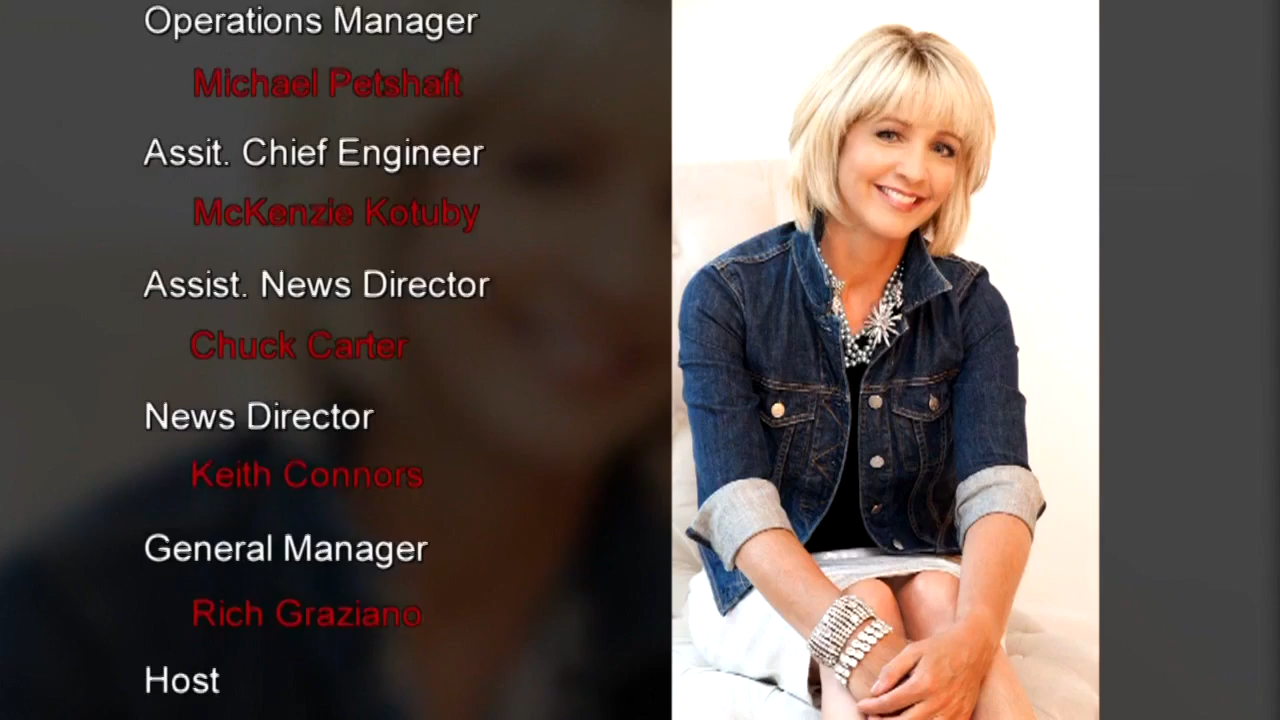 Operations Manager
Michael Petshaft
Assit. Chief Engineer
McKenzie Kotuby
Assist. News Director
Chuck Carter
News Director
Keith Connors
General Manager
Rich Graziano
Host